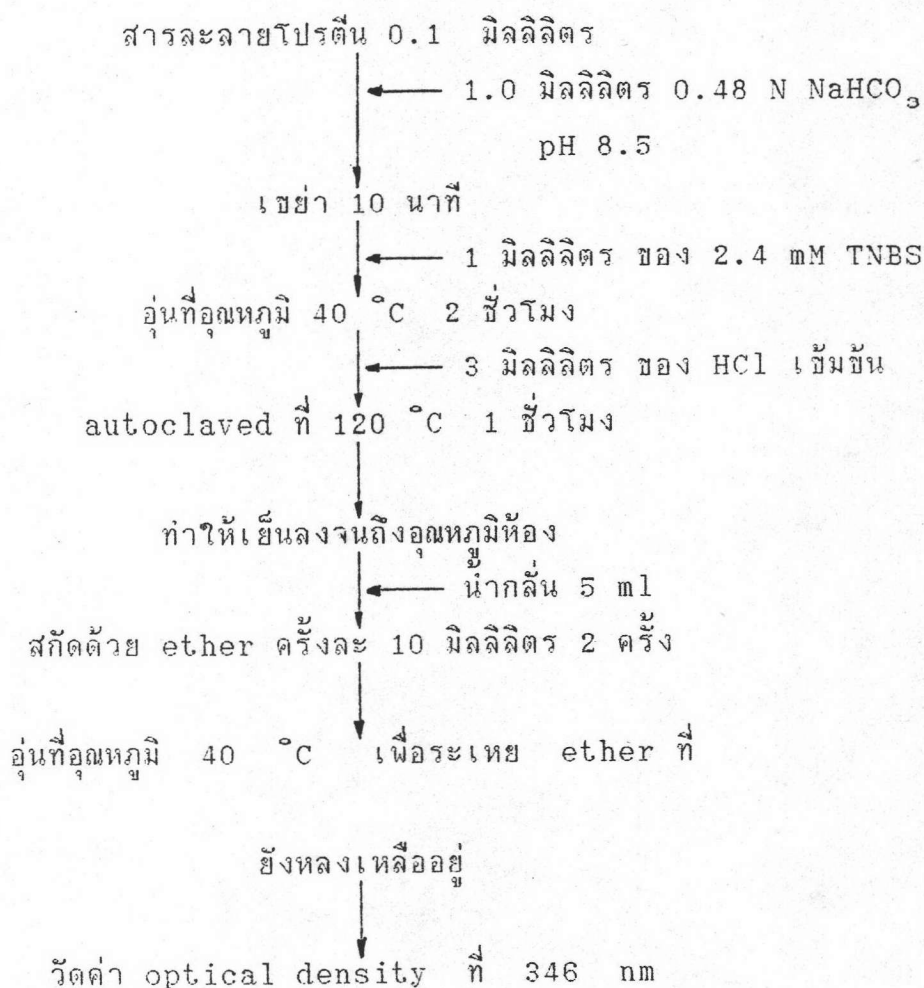 สารละลายโปรตีน 0.1 มิลลิลิตร
1.0 มิลลิลิตร 0.48 N NaHCO₃
pH 8.5
เขย่า 10 นาที
1 มิลลิลิตร ของ 2.4 mM TNBS
อุ่นที่อุณหภูมิ 40 °C 2 ชั่วโมง
3 มิลลิลิตร ของ HCl เข้มข้น
autoclaved ที่ 120 °C 1 ชั่วโมง
ทำให้เย็นลงจนถึงอุณหภูมิห้อง
น้ำกลั่น 5 ml
สกัดด้วย ether ครั้งละ 10 มิลลิลิตร 2 ครั้ง
อุ่นที่อุณหภูมิ 40 °C เพื่อระเหย ether ที่
ยังหลงเหลืออยู่
วัดค่า optical density ที่ 346 nm